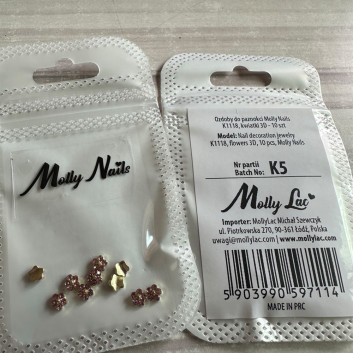 Molly Nails
Ozdoby do paznokci Molly Nails
K1118, kwiatki 3D - 10 szt.
Model: Nail decoration jewelry
K1118, flowers 3D, 10 pcs, Molly Nails
Nr partii
Batch No: K5
Molly Lac
Importer: MollyLac Michał Szewczyk
ul. Piotrkowska 270, 90-361 Łódź, Polska
uwagi@mollylac.com | www.mollylac.com
5 903990 597114
MADE IN PRC